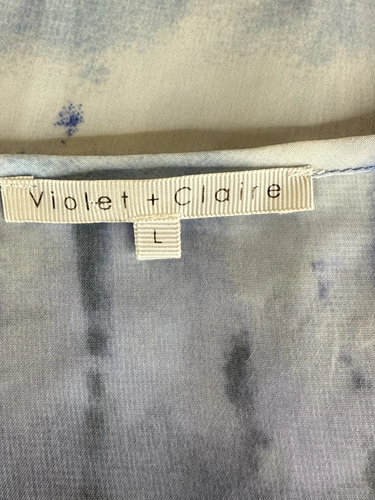 Violet + Claire
L